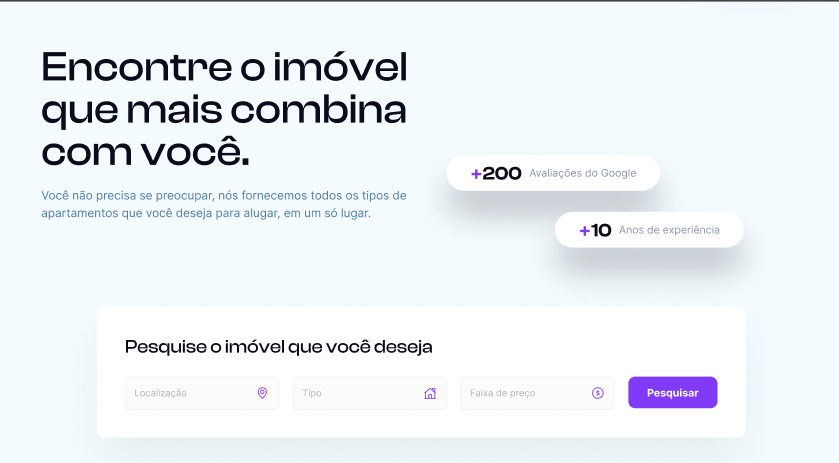 Encontre o imóvel
que mais combina
com você.
Você não precisa se preocupar, nós fornecemos todos os tipos de
apartamentos que você deseja para alugar, em um só lugar.
+200 Avaliações do Google
+10 Anos de experiência
Pesquise o imóvel que você deseja
Localização Tipo Faixa de preço Pesquisar